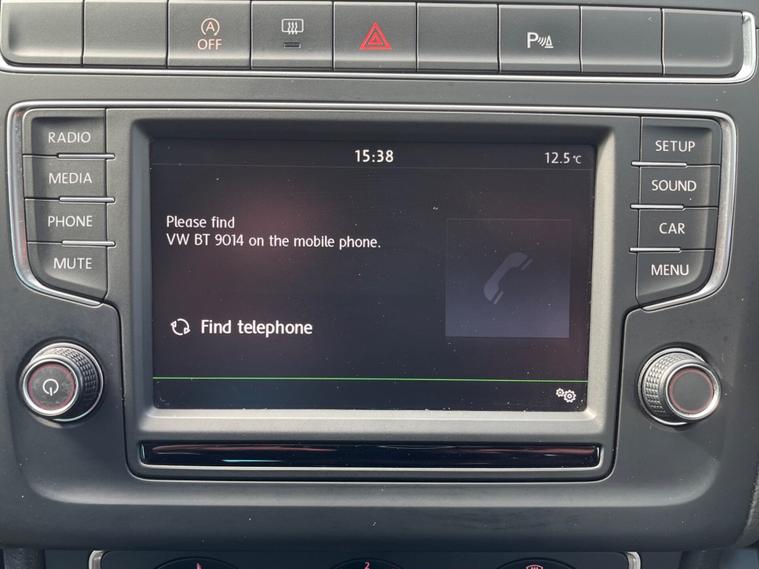 A
OFF
P
RADIO
MEDIA
PHONE
MUTE
15:38
12.5°C
Please find
VW BT 9014 on the mobile phone.
Find telephone
SETUP
SOUND
CAR
MENU
2